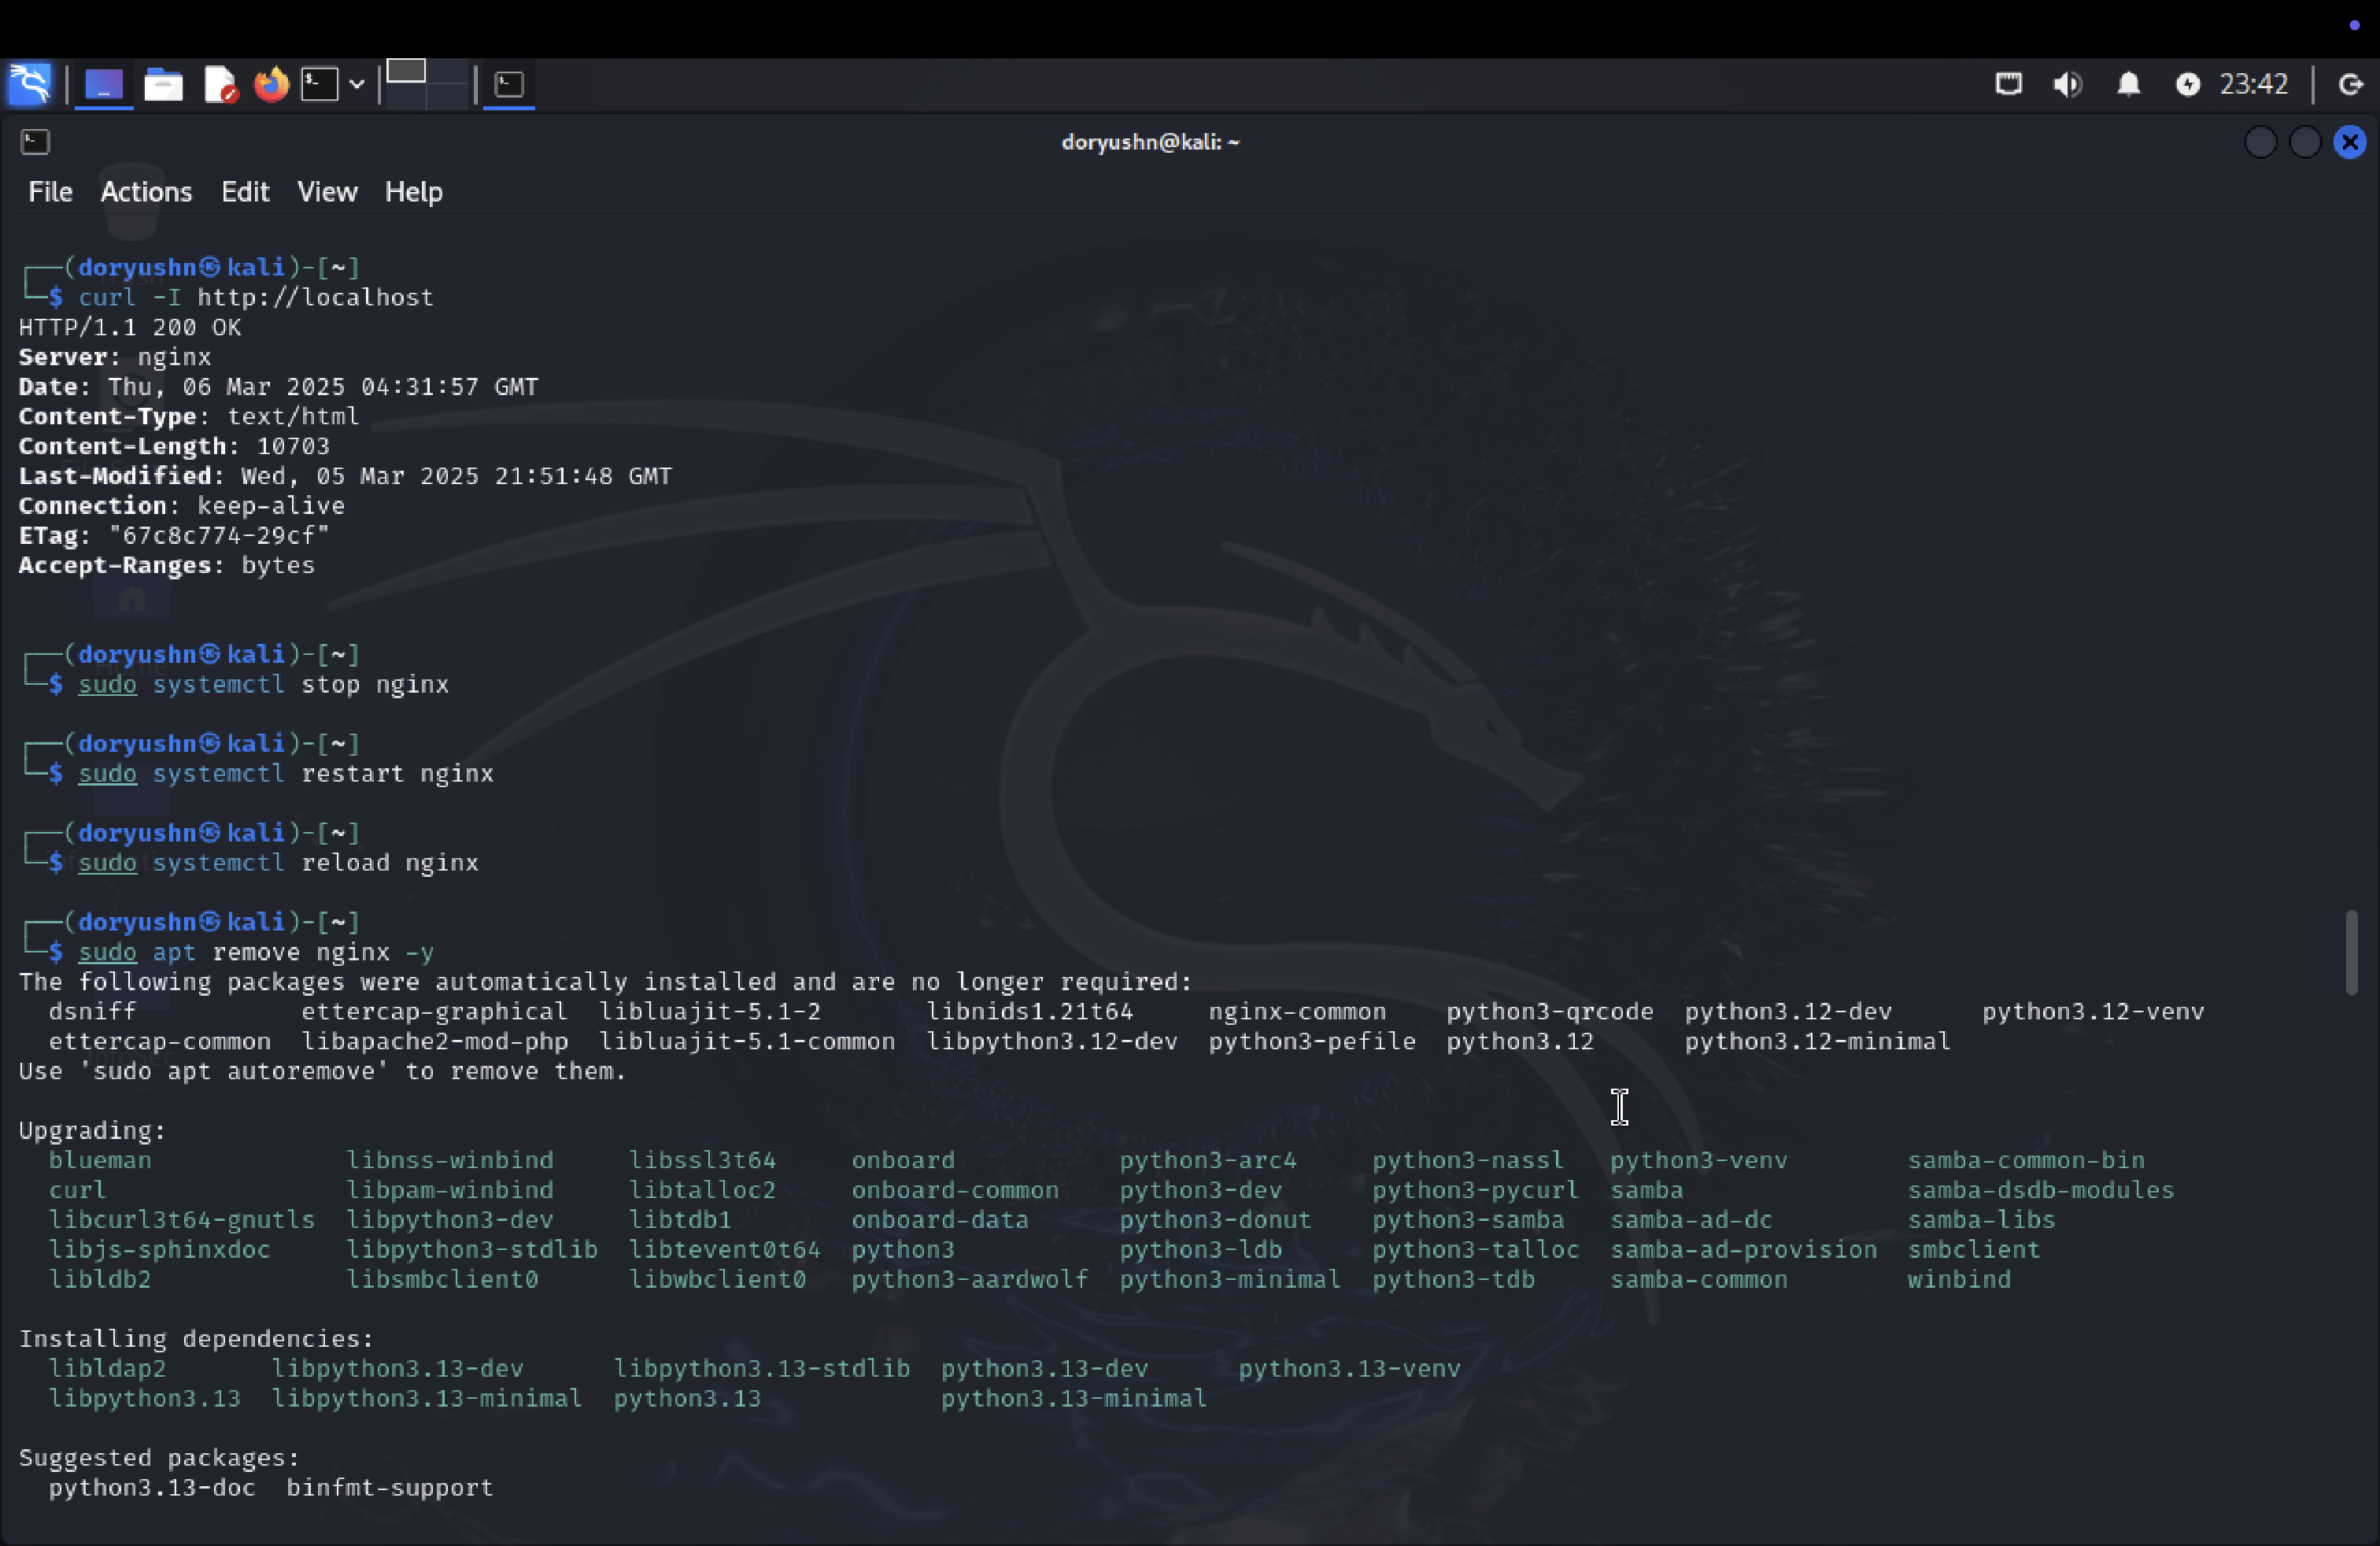 23:42
doryushn@kali: ~
File Actions Edit View Help
┌──(doryushn㉿kali)-[~]
└─$ curl -I http://localhost
HTTP/1.1 200 OK
Server: nginx
Date: Thu, 06 Mar 2025 04:31:57 GMT
Content-Type: text/html
Content-Length: 10703
Last-Modified: Wed, 05 Mar 2025 21:51:48 GMT
Connection: keep-alive
ETag: "67c8c774-29cf"
Accept-Ranges: bytes
┌──(doryushn㉿kali)-[~]
└─$ sudo systemctl stop nginx
┌──(doryushn㉿kali)-[~]
└─$ sudo systemctl restart nginx
┌──(doryushn㉿kali)-[~]
└─$ sudo systemctl reload nginx
┌──(doryushn㉿kali)-[~]
└─$ sudo apt remove nginx -y
The following packages were automatically installed and are no longer required:
dsniff ettercap-graphical libluajit-5.1-2 libnids1.21t64 nginx-common python3-qrcode python3.12-dev python3.12-venv
ettercap-common libapache2-mod-php libluajit-5.1-common libpython3.12-dev python3-pefile python3.12 python3.12-minimal
Use 'sudo apt autoremove' to remove them.
Upgrading:
blueman libnss-winbind libssl3t64 onboard python3-arc4 python3-nassl python3-venv samba-common-bin
curl libpam-winbind libtalloc2 onboard-common python3-dev python3-pycurl samba samba-dsdb-modules
libcurl3t64-gnutls libpython3-dev libtdb1 onboard-data python3-donut python3-samba samba-ad-dc samba-libs
libjs-sphinxdoc libpython3-stdlib libtevent0t64 python3 python3-ldb python3-talloc samba-ad-provision smbclient
libldb2 libsmbclient0 libwbclient0 python3-aardwolf python3-minimal python3-tdb samba-common winbind
Installing dependencies:
libldap2 libpython3.13-dev libpython3.13-stdlib python3.13-dev python3.13-venv
libpython3.13 libpython3.13-minimal python3.13 python3.13-minimal
Suggested packages:
python3.13-doc binfmt-support